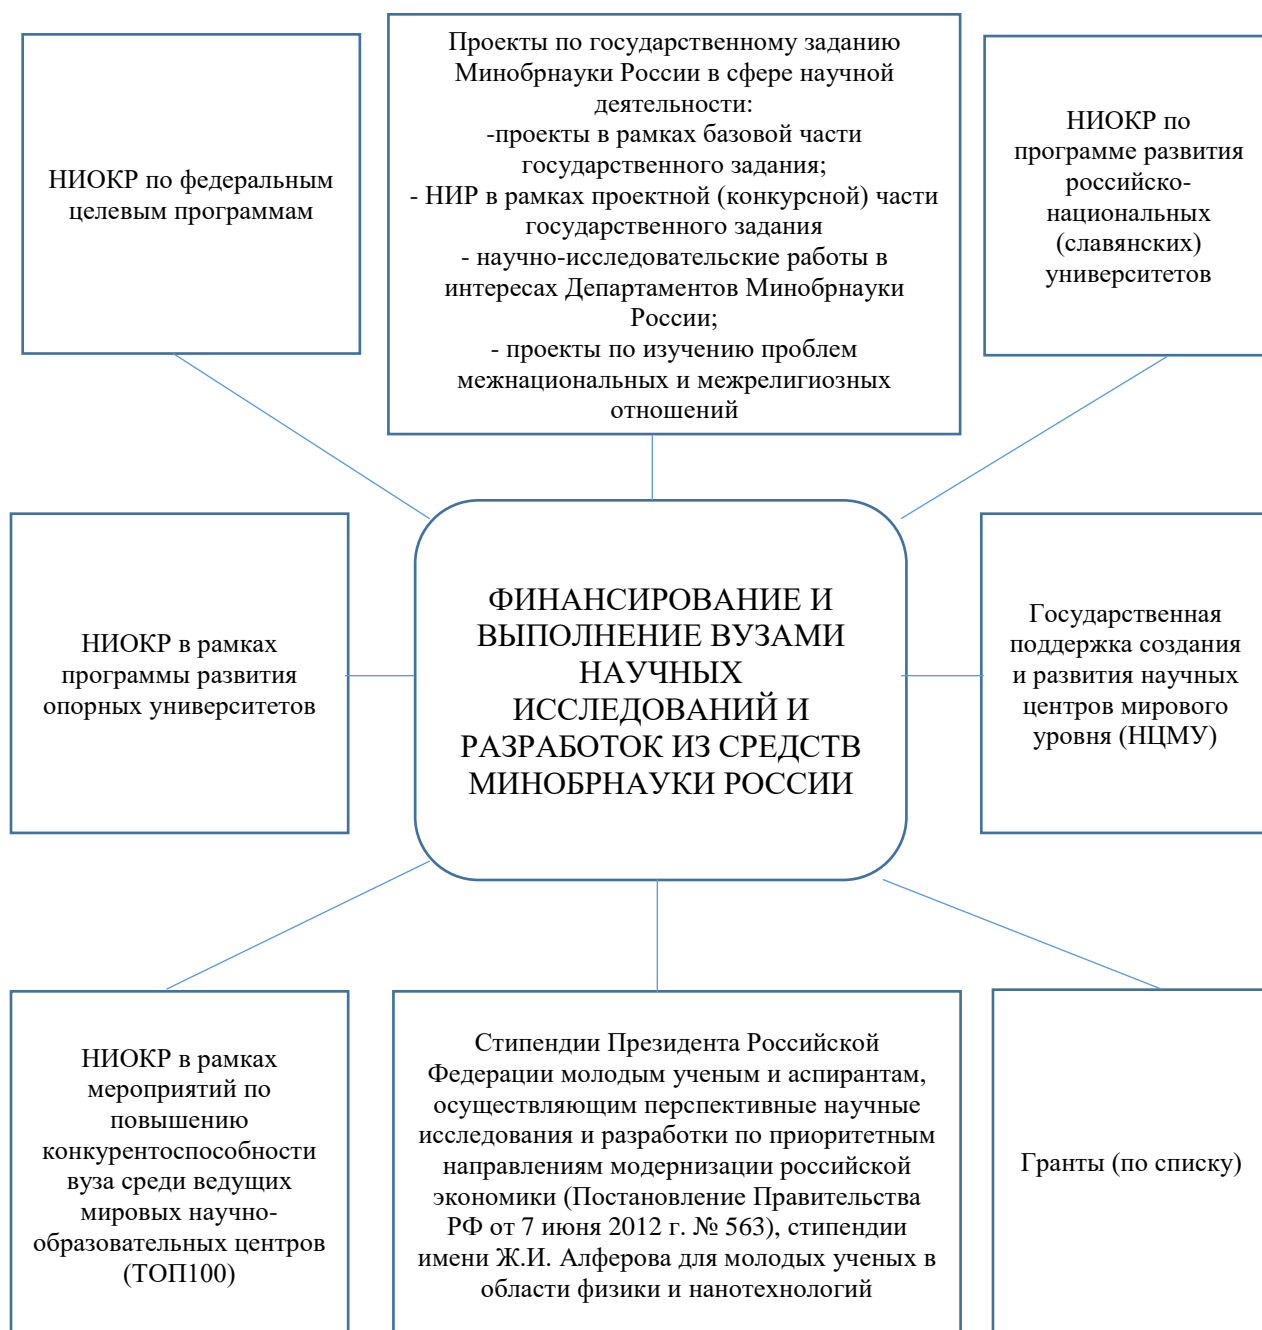 НИОКР по федеральным
целевым программам
Проекты по государственному заданию
Минобрнауки России в сфере научной
деятельности:
-проекты в рамках базовой части
государственного задания;
- НИР в рамках проектной (конкурсной) части
государственного задания
- научно-исследовательские работы в
интересах Департаментов Минобрнауки
России;
- проекты по изучению проблем
межнациональных и межрелигиозных
отношений
НИОКР по
программе развития
российско-
национальных
(славянских)
университетов
НИОКР в рамках
программы развития
опорных университетов
ФИНАНСИРОВАНИЕ И
ВЫПОЛНЕНИЕ ВУЗАМИ
НАУЧНЫХ
ИССЛЕДОВАНИЙ И
РАЗРАБОТОК ИЗ СРЕДСТВ
МИНОБРНАУКИ РОССИИ
Государственная
поддержка создания
и развития научных
центров мирового
уровня (НЦМУ)
НИОКР в рамках
мероприятий по
повышению
конкурентоспособности
вуза среди ведущих
мировых научно-
образовательных центров
(ТОП100)
Стипендии Президента Российской
Федерации молодым ученым и аспирантам,
осуществляющим перспективные научные
исследования и разработки по приоритетным
направлениям модернизации российской
экономики (Постановление Правительства
РФ от 7 июня 2012 г. № 563), стипендии
имени Ж.И. Алферова для молодых ученых в
области физики и нанотехнологий
Гранты (по списку)